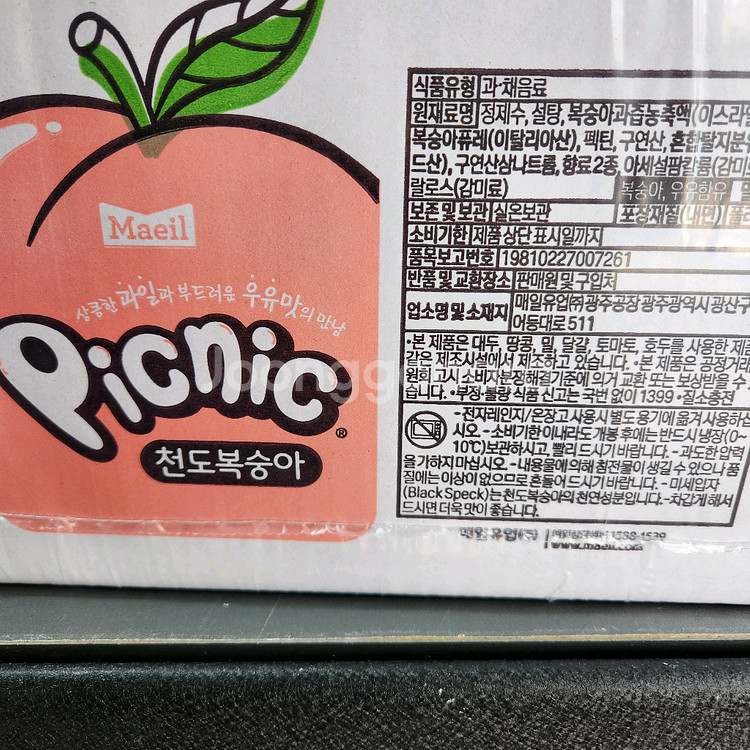 Maeil
상큼한 과일과 부드러운 우유맛의 만남
Picnic®
천도복숭아
식품유형 과·채음료
원재료명 정제수, 설탕, 복숭아과즙농축액(이스라엘
복숭아퓨레(이탈리아산), 펙틴, 구연산, 혼합탈지분유
드산), 구연산삼나트륨, 향료2종, 아세설팜칼륨(감미
랄로스(감미료) 복숭아, 우유 함유
보존 및 보관 실온보관 포장재질(내면)
소비기한 제품 상단 표시일까지
품목보고번호 19810227007261
반품 및 교환장소 판매원 및 구입처
업소명 및 소재지 매일유업㈜광주공장 광주광역시 광산구
어등대로 511
•본 제품은 대두, 땅콩, 밀, 달걀, 토마토, 호두를 사용한 제품
같은 제조시설에서 제조하고 있습니다. •본 제품은 공정거래
원회 고시 소비자분쟁해결기준에 의거 교환 또는 보상받을 수
습니다. •부정·불량 식품 신고는 국번 없이 1399 •질소충전
-전자레인지/온장고 사용시 별도 용기에 옮겨 사용하십
시오. -소비기한 이내라도 개봉 후에는 반드시 냉장(0~
10℃)보관하시고, 빨리 드시기 바랍니다. -과도한 압력
을 가하지 마십시오. -내용물에 의해 침전물이 생길 수 있으나 품
질에는 이상이 없으므로 흔들어 드시기 바랍니다. -미세입자
(Black Speck)는 천도복숭아의 천연성분입니다. -차갑게 해서
드시면 더욱 맛이 좋습니다.
매일유업㈜ 1588-1539
www.maeil.com